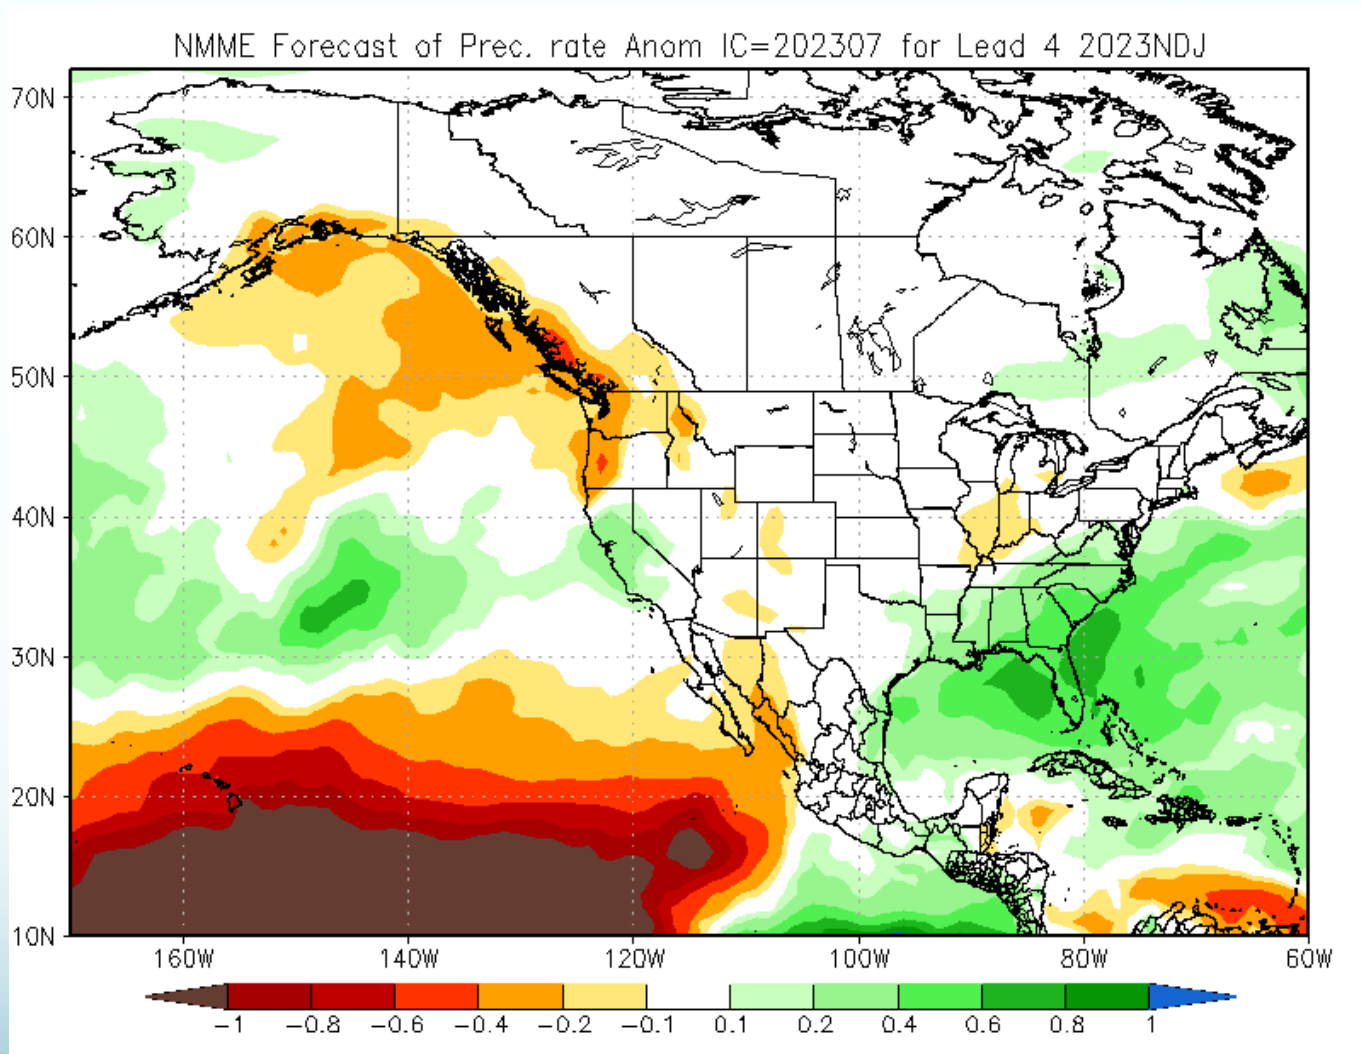 NMME Forecast of Prec. rate Anom IC=202307 for Lead 4 2023NDJ
70N
60N
50N
40N
30N
20N
10N
160W 140W 120W 100W 80W 60W
−1 −0.8 −0.6 −0.4 −0.2 −0.1 0.1 0.2 0.4 0.6 0.8 1